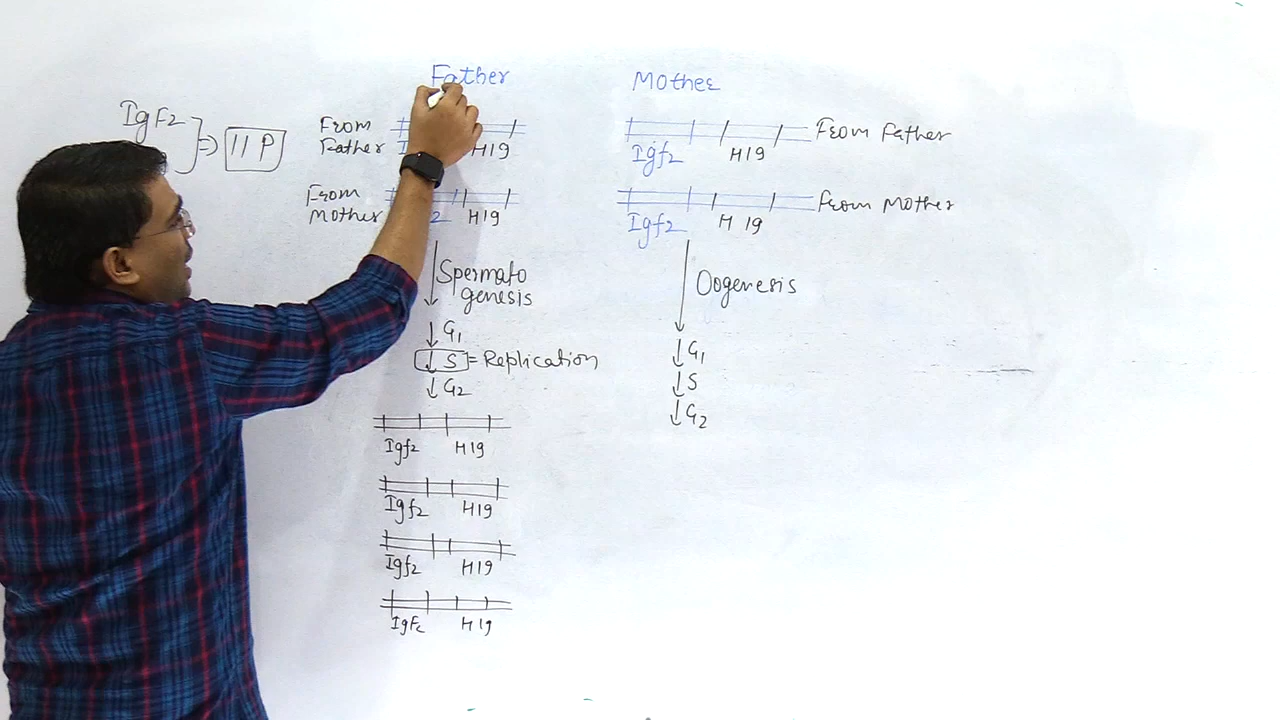 Father
Mother
IgF2
11 P
From
Father
H19
From
Mother
2
H19
Igf2
H19
From Father
Igf2
H 19
From Mother
Spermato
genesis
G1
S = Replication
G2
Igf2 H19
Igf2 H19
Igf2 H19
IgF2 H19
Oogenesis
G1
S
G2